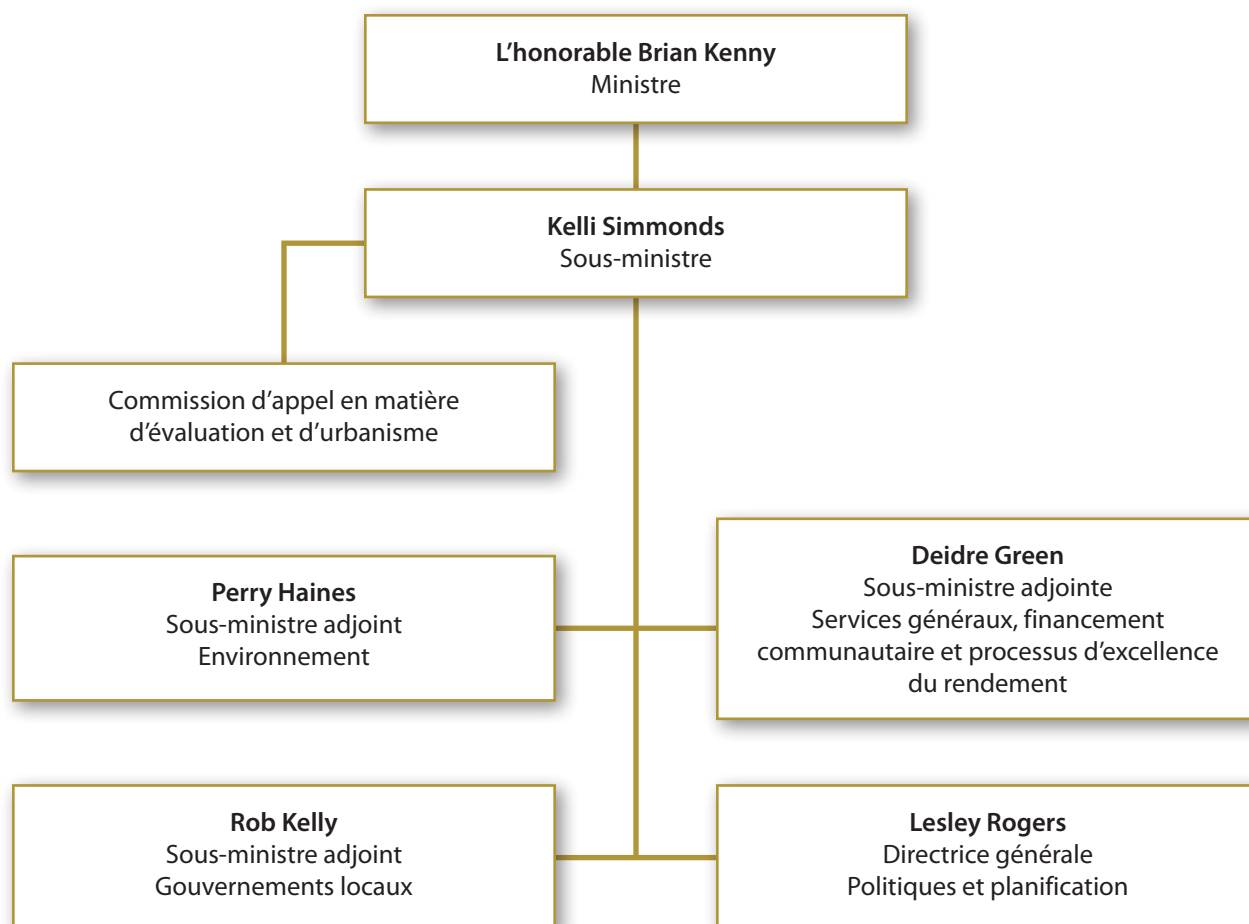 L'honorable Brian Kenny
Ministre
Kelli Simmonds
Sous-ministre
Commission d'appel en matière
d'évaluation et d'urbanisme
Perry Haines
Sous-ministre adjoint
Environnement
Deidre Green
Sous-ministre adjointe
Services généraux, financement
communautaire et processus d'excellence
du rendement
Rob Kelly
Sous-ministre adjoint
Gouvernements locaux
Lesley Rogers
Directrice générale
Politiques et planification